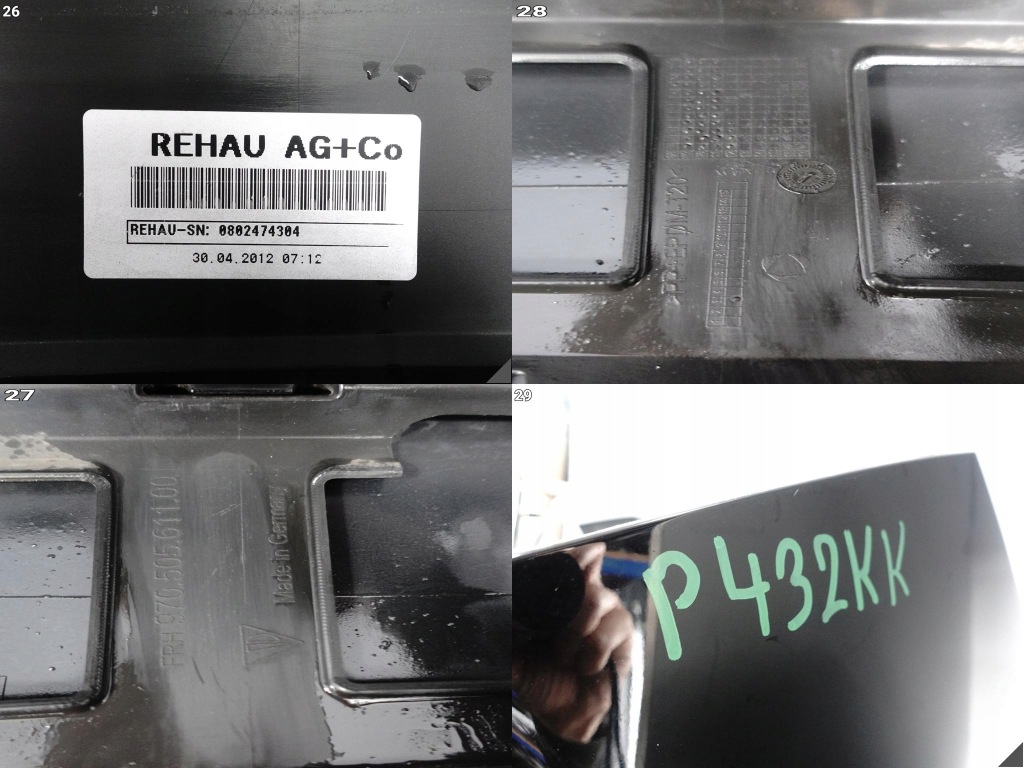 26
REHAU AG+Co
REHAU-SN: 0802474304
30.04.2012 07:12
28
27
FRH 970.505.611.00
Made in Germany
29
P432KK